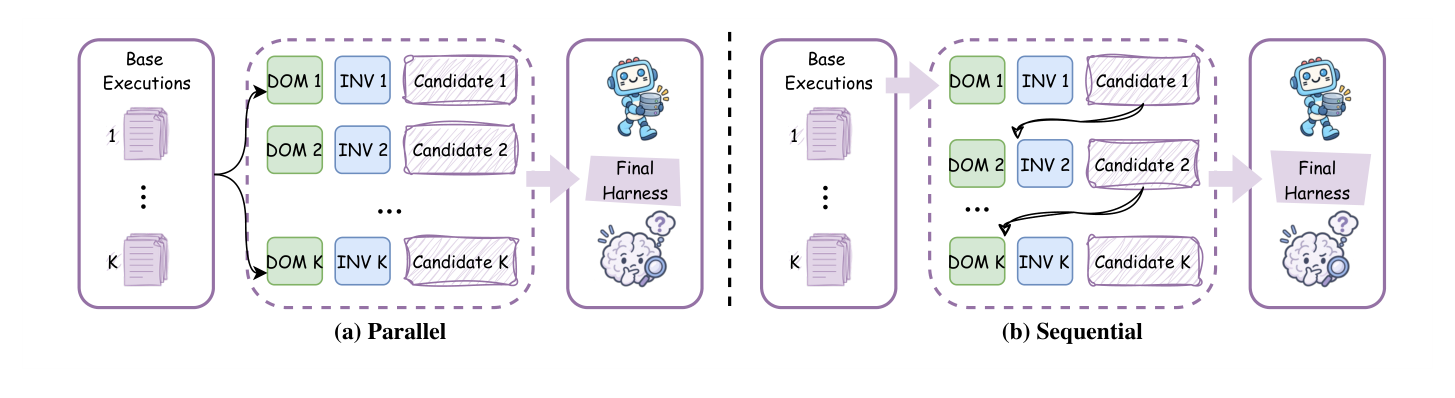 Base
Executions
1
⋮
K
DOM 1 INV 1 Candidate 1
DOM 2 INV 2 Candidate 2
...
DOM K INV K Candidate K
Final
Harness
?
(a) Parallel
Base
Executions
1
⋮
K
DOM 1 INV 1 Candidate 1
DOM 2 INV 2 Candidate 2
...
DOM K INV K Candidate K
Final
Harness
?
(b) Sequential